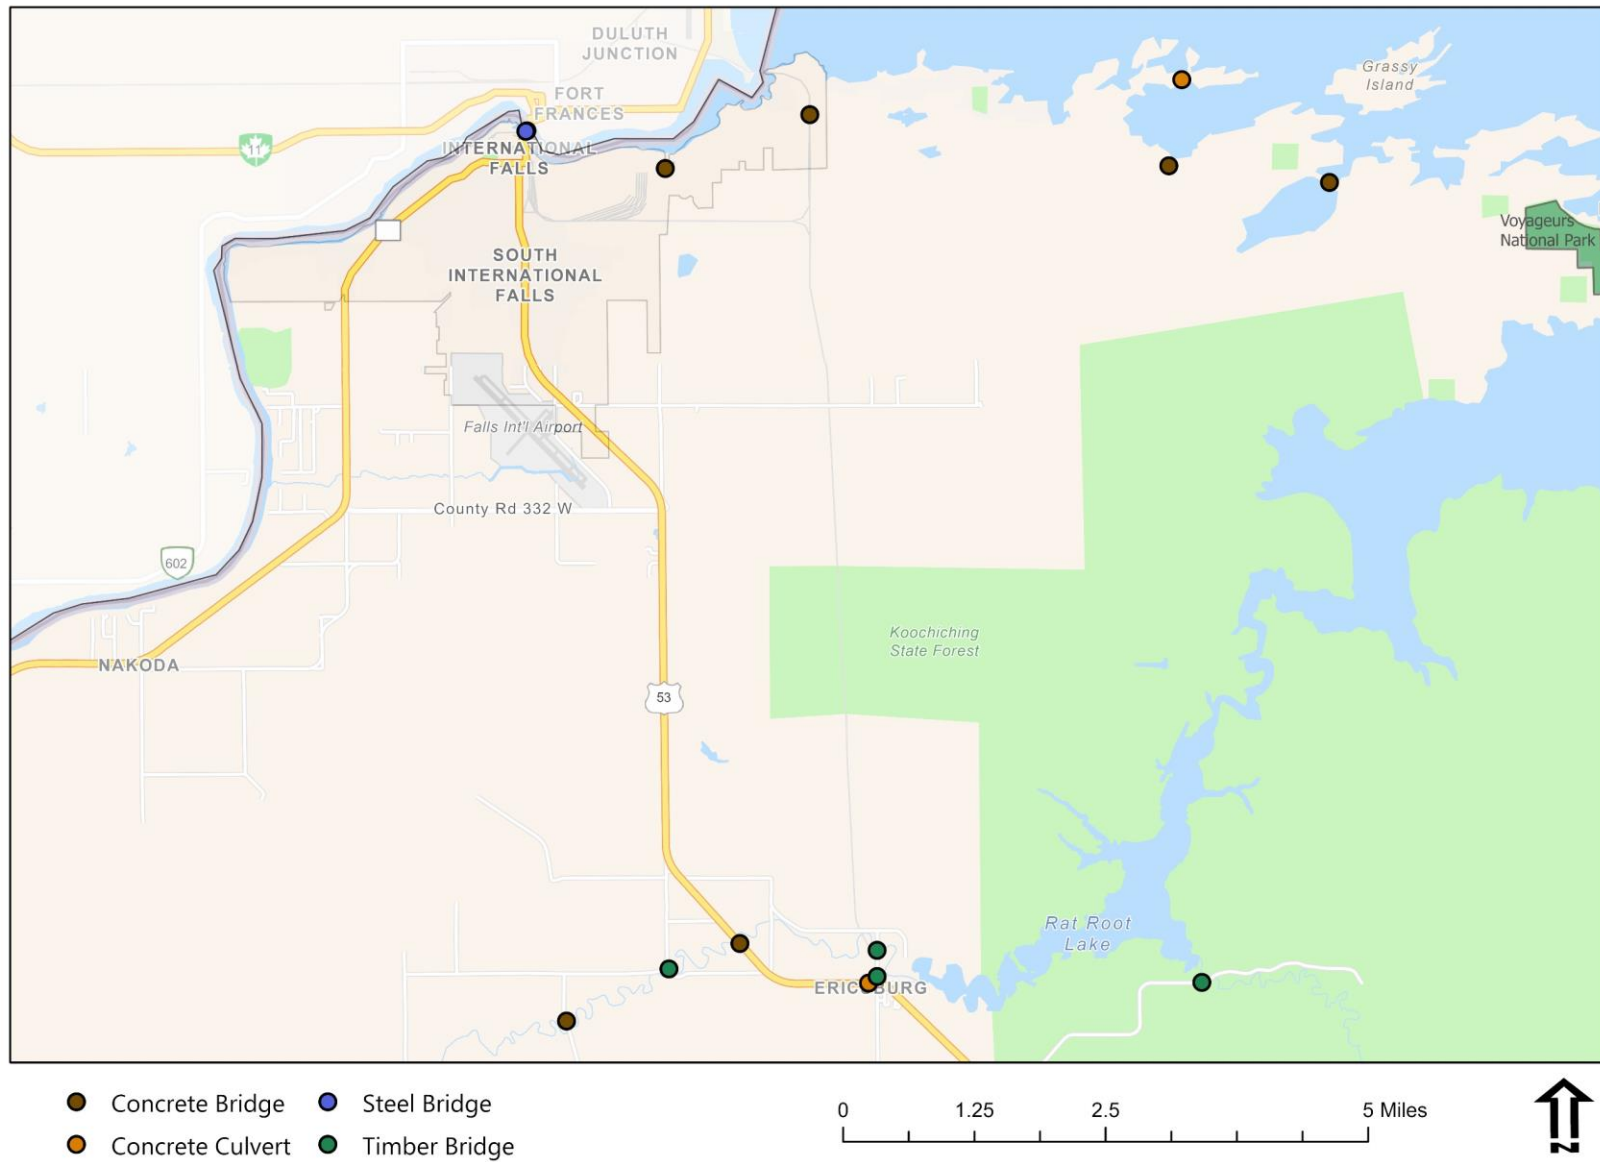 DULUTH
JUNCTION
FORT
FRANCES
Grassy
Island
11
INTERNATIONAL
FALLS
Voyageurs
National Park
SOUTH
INTERNATIONAL
FALLS
Falls Int'l Airport
County Rd 332 W
602
Koochiching
State Forest
NAKODA
53
Rat Root
Lake
0 1.25 2.5 5 Miles
Concrete Bridge Steel Bridge
Concrete Culvert Timber Bridge
N